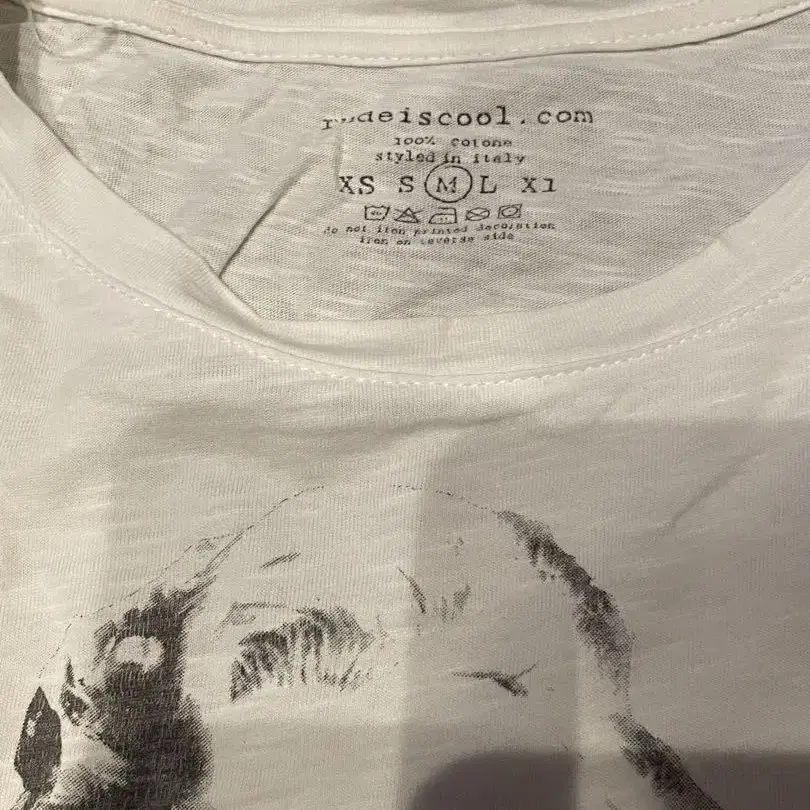 rudeiscool.com
100% cotone
styled in italy
XS S M L Xl
do not iron printed decoration
iron on reverse side